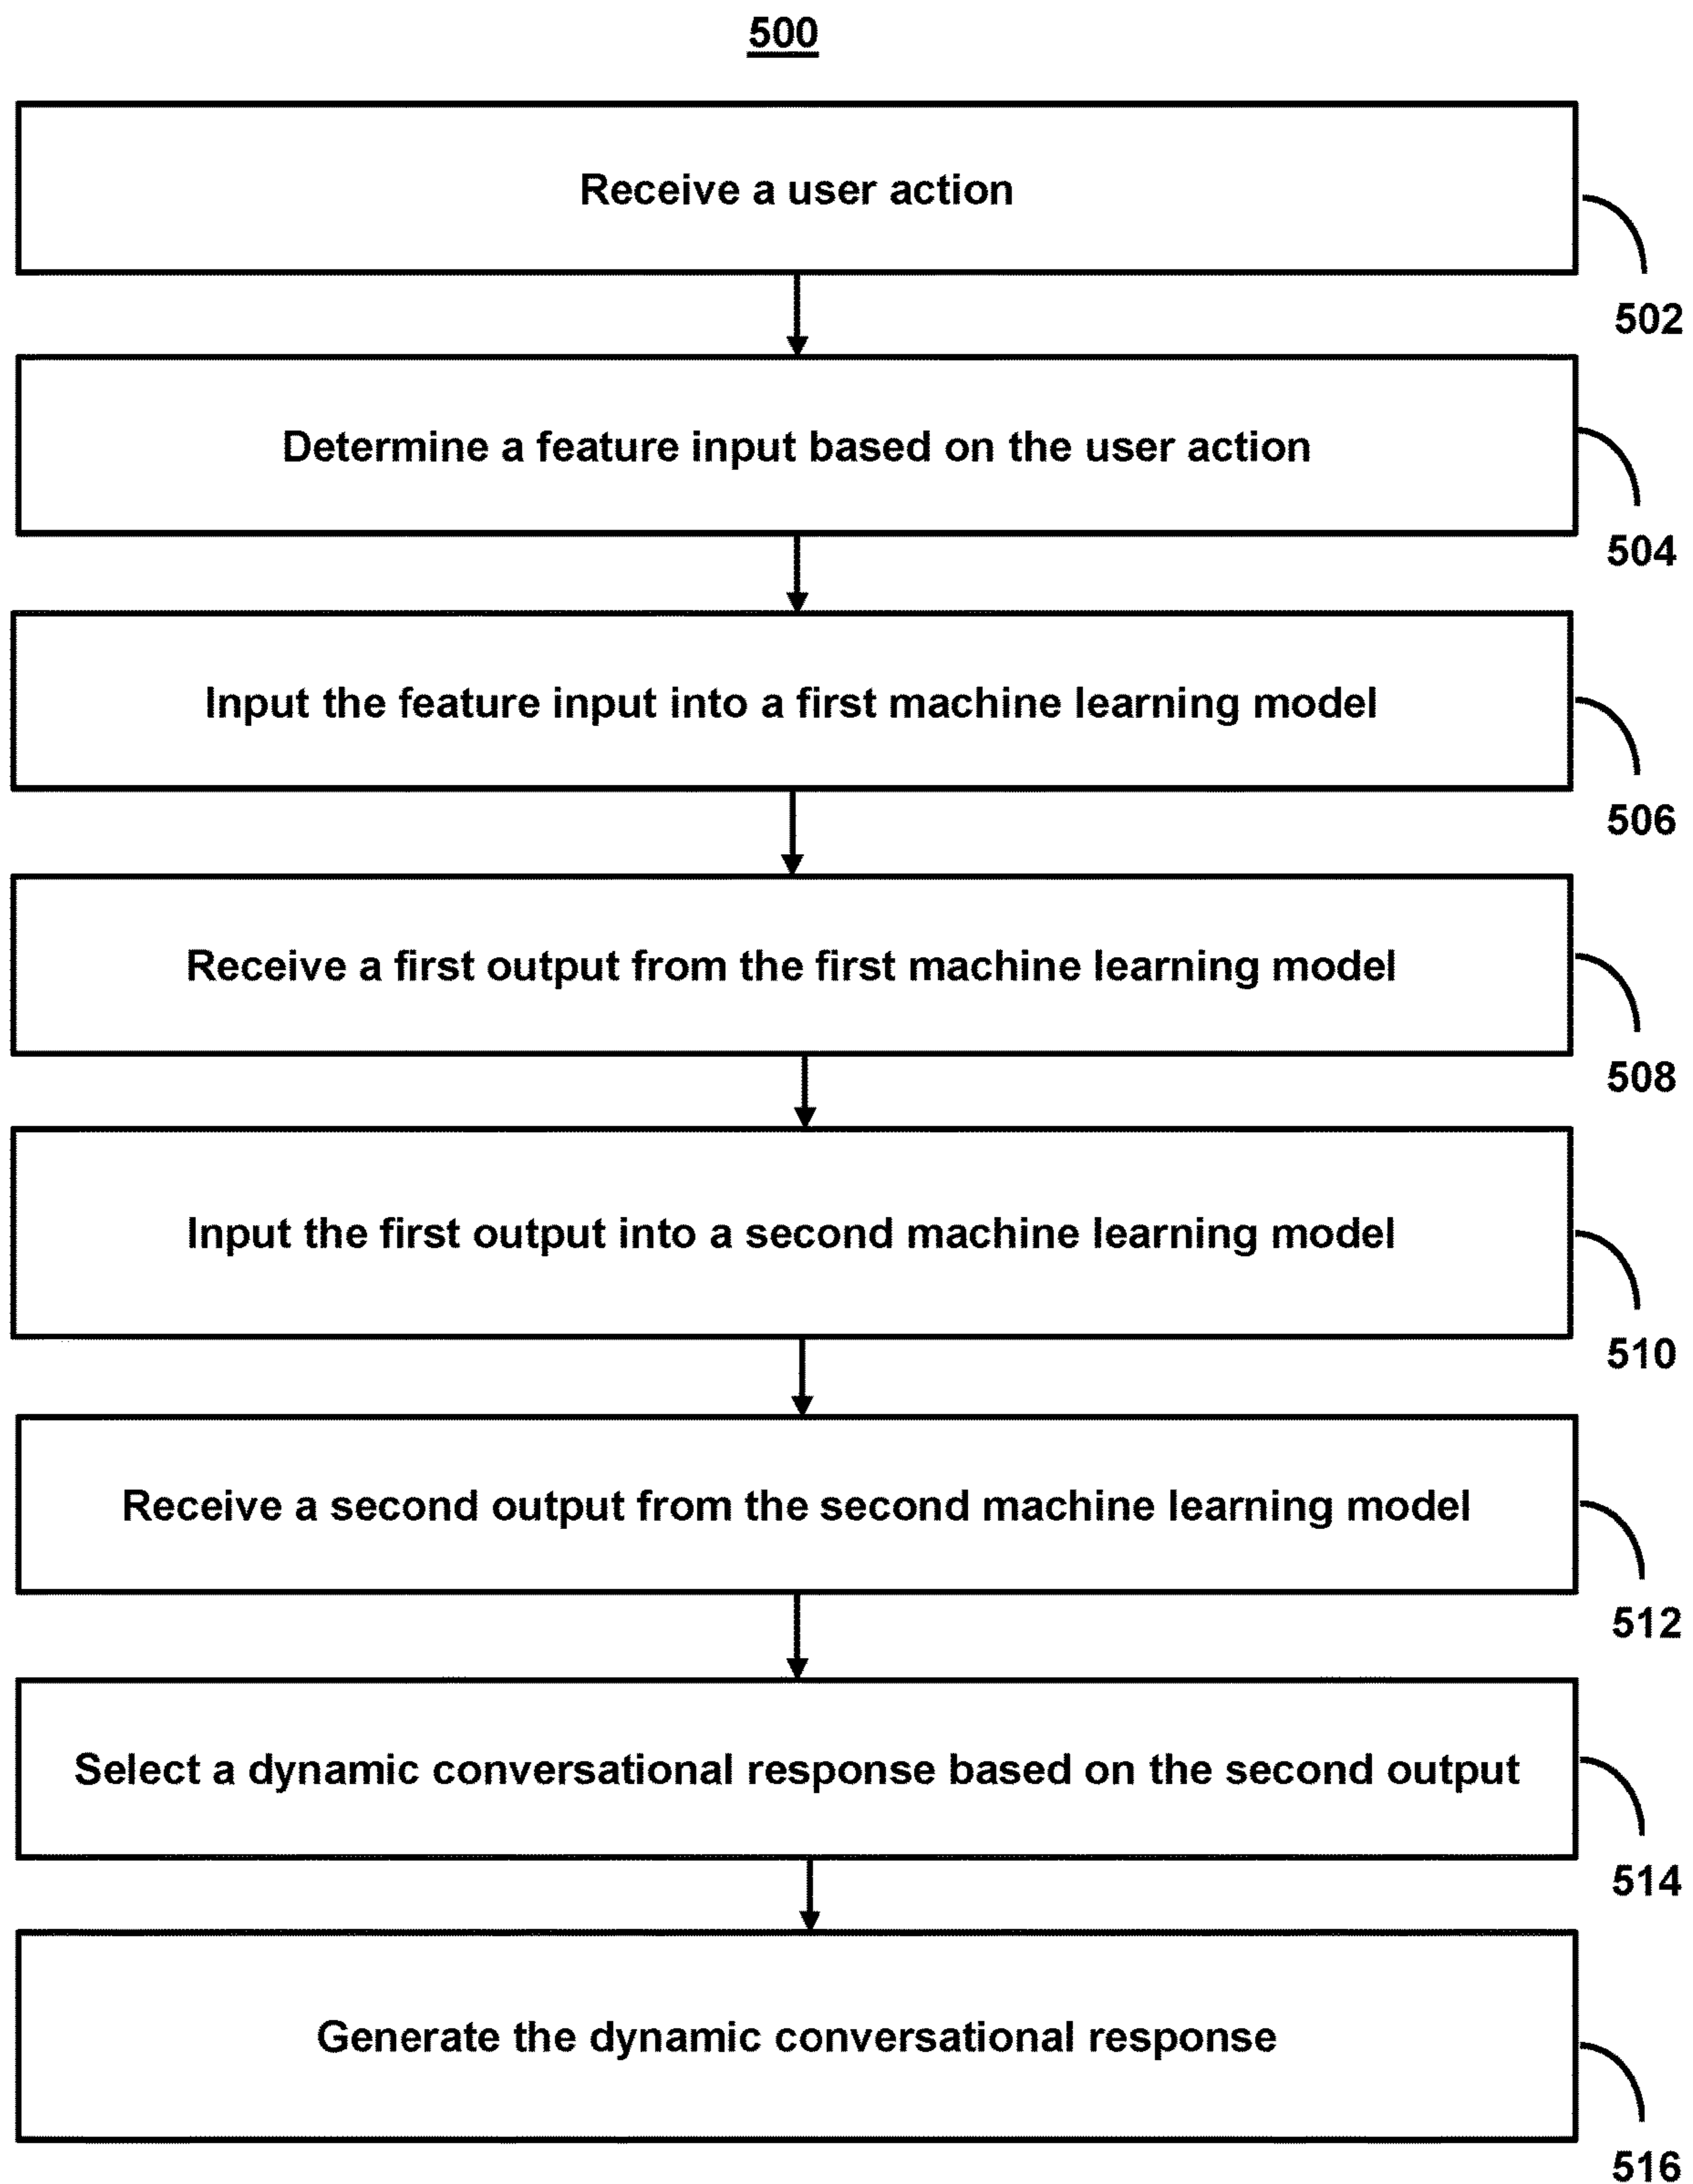 500
Receive a user action
502
Determine a feature input based on the user action
504
Input the feature input into a first machine learning model
506
Receive a first output from the first machine learning model
508
Input the first output into a second machine learning model
510
Receive a second output from the second machine learning model
512
Select a dynamic conversational response based on the second output
514
Generate the dynamic conversational response
516